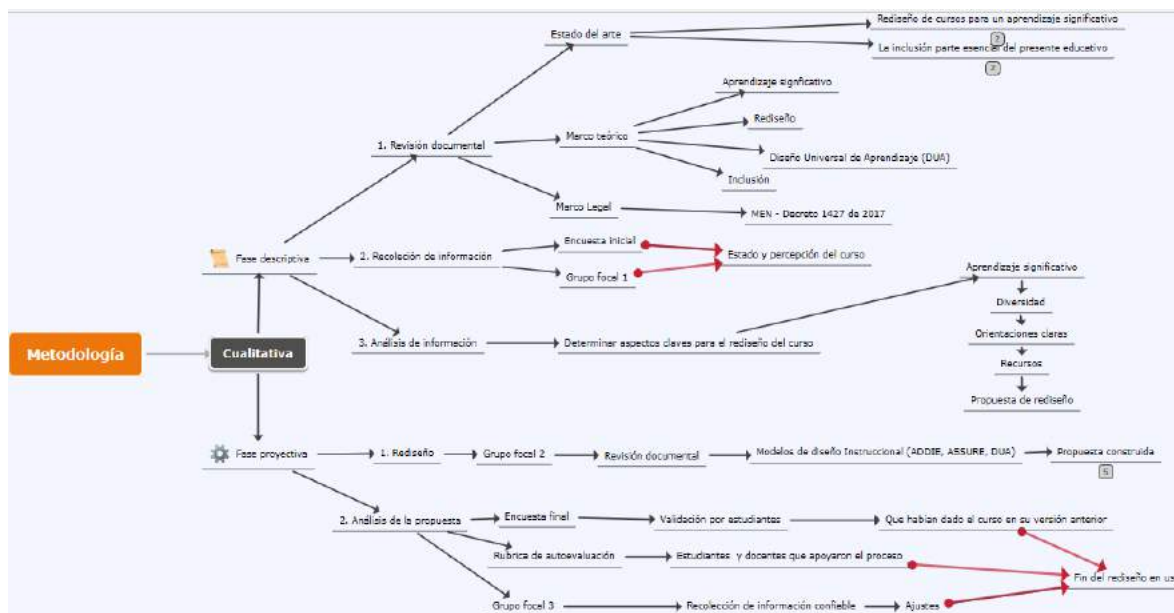 Estado del arte
Rediseño de cursos para un aprendizaje significativo
La inclusión parte esencial del presente educativo
Aprendizaje signficativo
1. Revisión documental
Marco teórico
Rediseño
Diseño Universal de Aprendizaje (DUA)
Inclusión
Marco Legal
MEN - Decreto 1427 de 2017
Fase descriptiva
2. Recoleción de información
Encuesta inicial
Grupo focal 1
Estado y percepción del curso
Aprendizaje significativo
Diversidad
Orientaciones claras
Recursos
Propuesta de rediseño
3. Análisis de información
Determinar aspectos claves para el rediseño del curso
Metodología
Cualitativa
Fase proyectiva
1. Rediseño
Grupo focal 2
Revisión documental
Modelos de diseño Instruccional (ADDIE, ASSURE, DUA)
Propuesta construida
5
2. Análisis de la propuesta
Encuesta final
Validación por estudiantes
Que habían dado el curso en su versión anterior
Rubrica de autoevaluación
Estudiantes y docentes que apoyaron el proceso
Fin del rediseño en us
Grupo focal 3
Recolección de información confiable
Ajustes